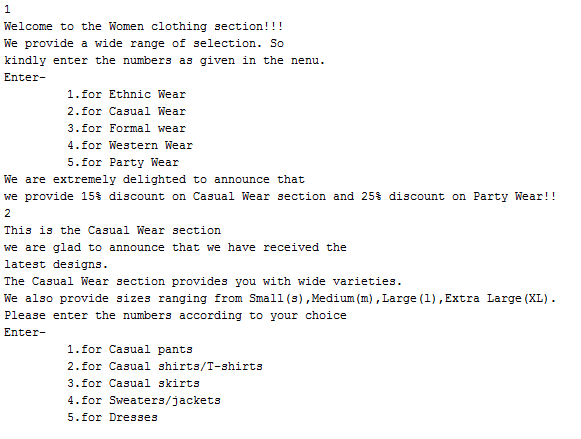 1
Welcome to the Women clothing section!!!
We provide a wide range of selection. So
kindly enter the numbers as given in the nenu.
Enter-
1.for Ethnic Wear
2.for Casual Wear
3.for Formal wear
4.for Western Wear
5.for Party Wear
We are extremely delighted to announce that
we provide 15% discount on Casual Wear section and 25% discount on Party Wear!!
2
This is the Casual Wear section
we are glad to announce that we have received the
latest designs.
The Casual Wear section provides you with wide varieties.
We also provide sizes ranging from Small(s),Medium(m),Large(l),Extra Large(XL).
Please enter the numbers according to your choice
Enter-
1.for Casual pants
2.for Casual shirts/T-shirts
3.for Casual skirts
4.for Sweaters/jackets
5.for Dresses